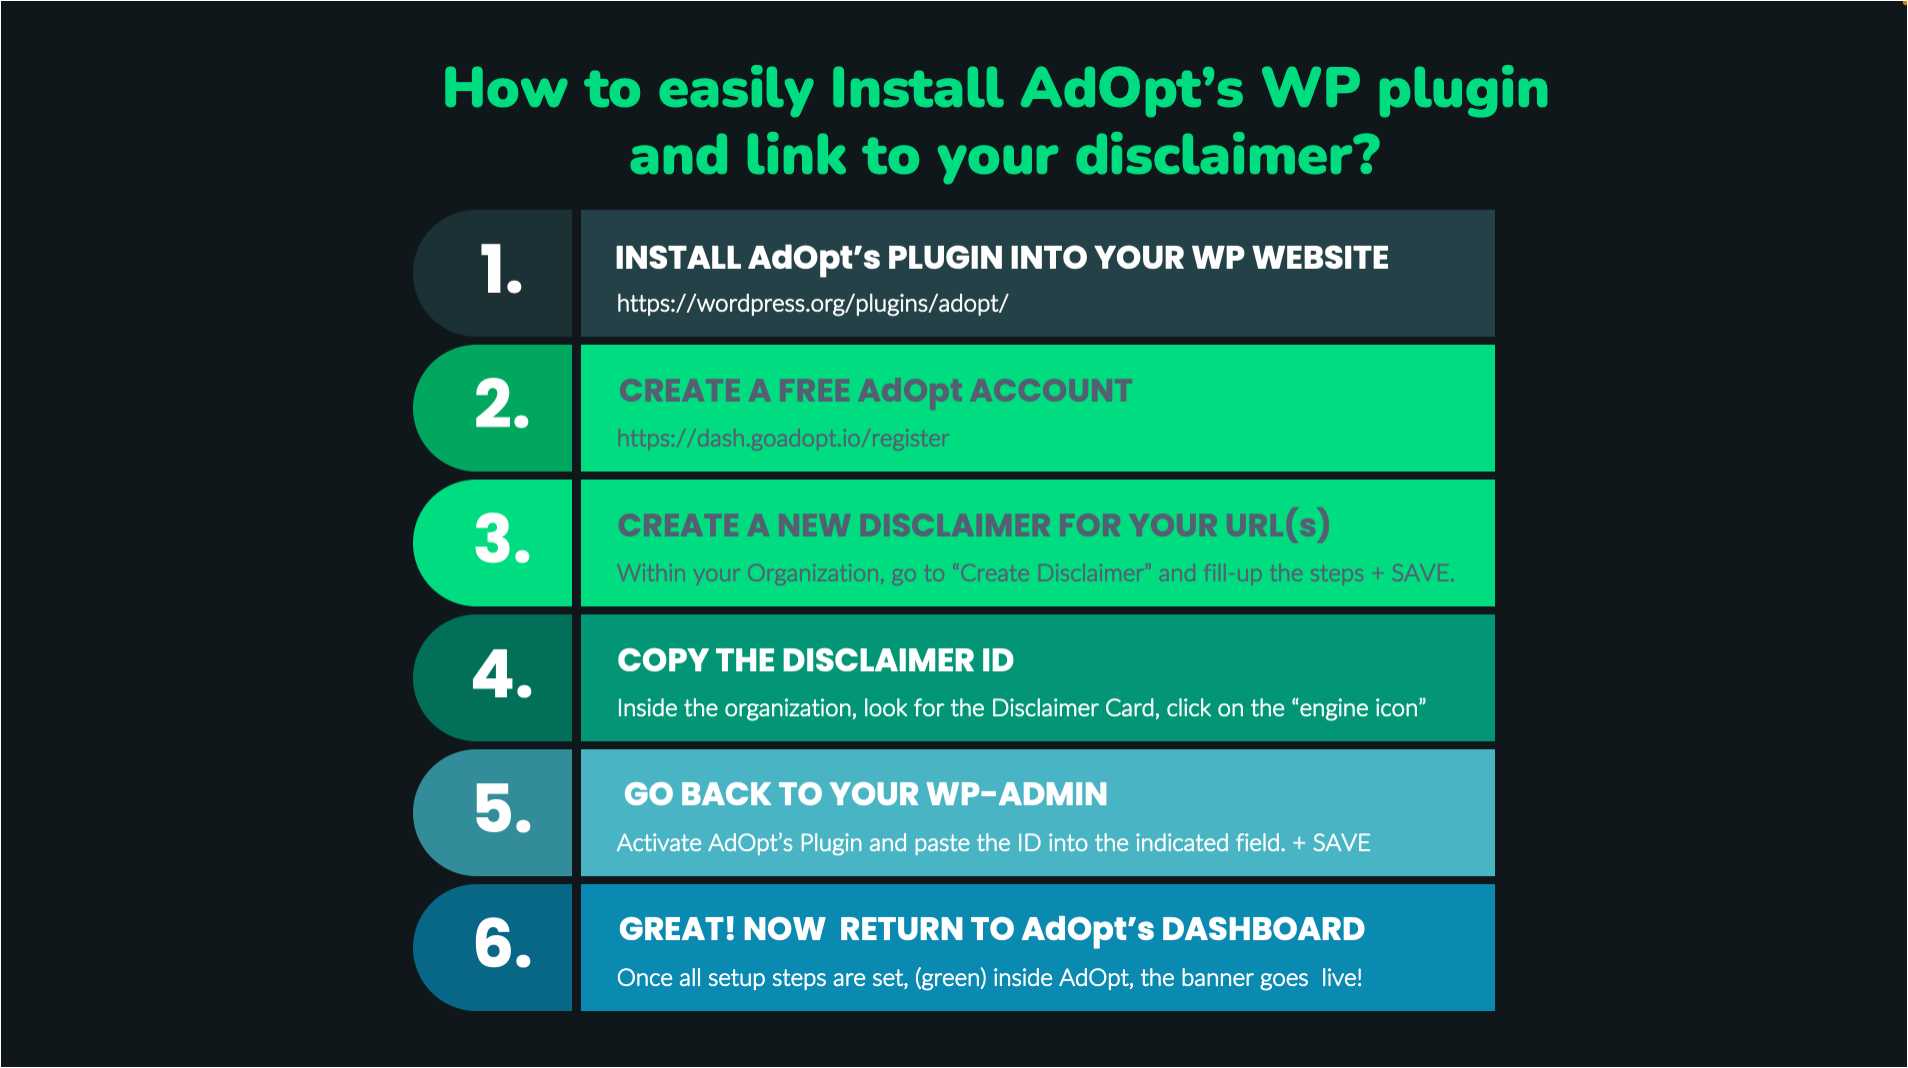 How to easily Install AdOpt’s WP plugin
and link to your disclaimer?
1.
INSTALL AdOpt’s PLUGIN INTO YOUR WP WEBSITE
https://wordpress.org/plugins/adopt/
2.
CREATE A FREE AdOpt ACCOUNT
https://dash.goadopt.io/register
3.
CREATE A NEW DISCLAIMER FOR YOUR URL(s)
Within your Organization, go to “Create Disclaimer” and fill-up the steps + SAVE.
4.
COPY THE DISCLAIMER ID
Inside the organization, look for the Disclaimer Card, click on the “engine icon”
5.
GO BACK TO YOUR WP-ADMIN
Activate AdOpt’s Plugin and paste the ID into the indicated field. + SAVE
6.
GREAT! NOW  RETURN TO AdOpt’s DASHBOARD
Once all setup steps are set, (green) inside AdOpt, the banner goes  live!